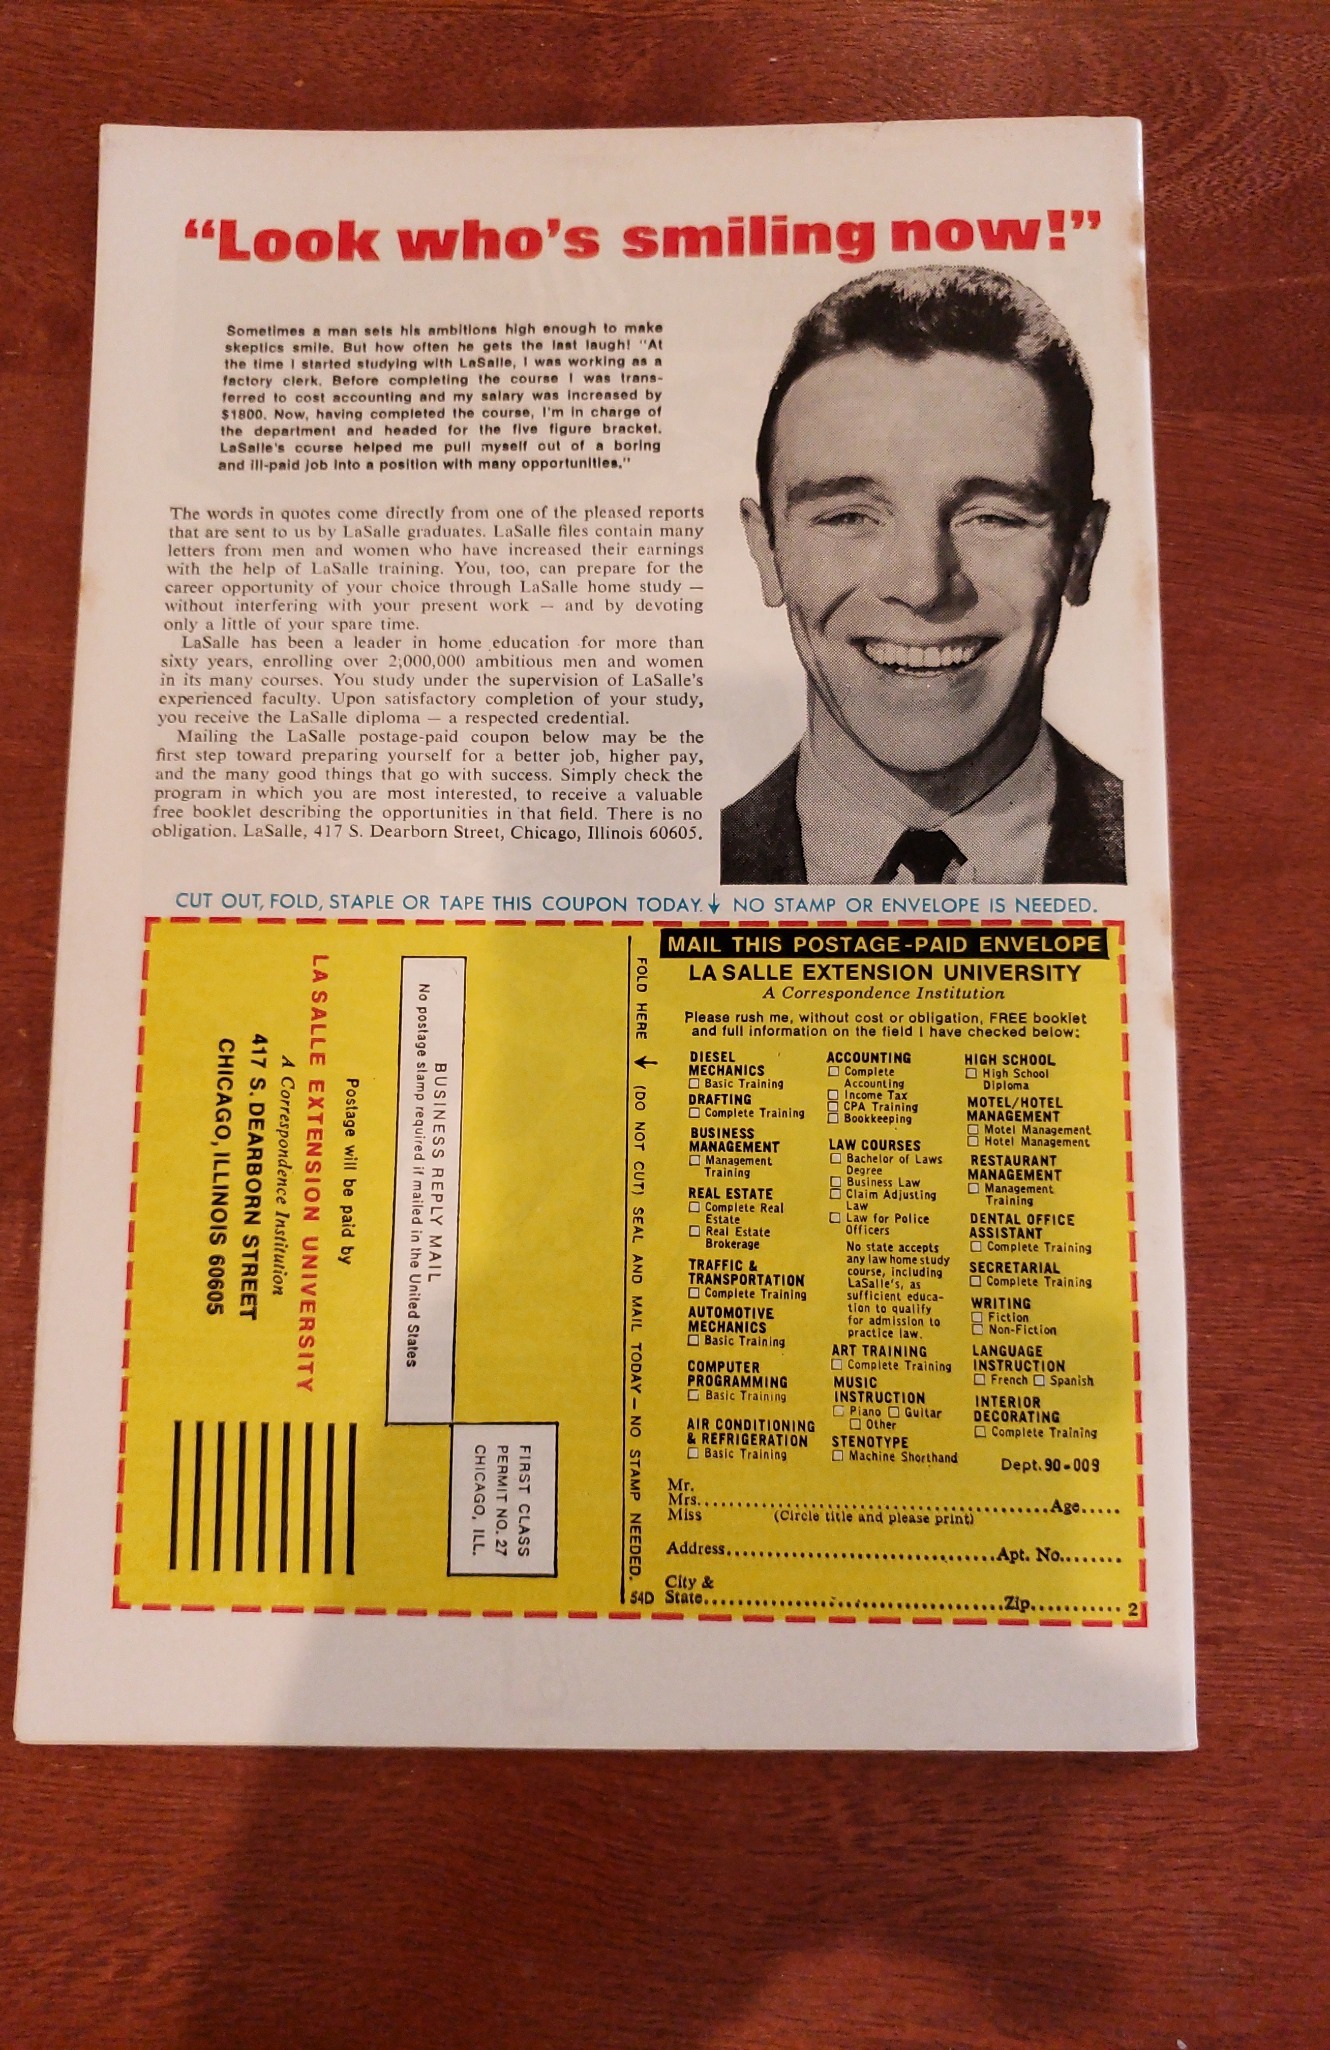 “Look who’s smiling now!”
Sometimes a man sets his ambitions high enough to make
skeptics smile. But how often he gets the last laugh! "At
the time I started studying with LaSalle, I was working as a
factory clerk. Before completing the course I was trans-
ferred to cost accounting and my salary was increased by
$1800. Now, having completed the course, I'm in charge of
the department and headed for the five figure bracket.
LaSalle's course helped me pull myself out of a boring
and ill-paid job into a position with many opportunities."
The words in quotes come directly from one of the pleased reports
that are sent to us by LaSalle graduates. LaSalle files contain many
letters from men and women who have increased their earnings
with the help of LaSalle training. You, too, can prepare for the
career opportunity of your choice through LaSalle home study —
without interfering with your present work — and by devoting
only a little of your spare time.
LaSalle has been a leader in home education for more than
sixty years, enrolling over 2,000,000 ambitious men and women
in its many courses. You study under the supervision of LaSalle's
experienced faculty. Upon satisfactory completion of your study,
you receive the LaSalle diploma — a respected credential.
Mailing the LaSalle postage-paid coupon below may be the
first step toward preparing yourself for a better job, higher pay,
and the many good things that go with success. Simply check the
program in which you are most interested, to receive a valuable
free booklet describing the opportunities in that field. There is no
obligation. LaSalle, 417 S. Dearborn Street, Chicago, Illinois 60605.
CUT OUT, FOLD, STAPLE OR TAPE THIS COUPON TODAY. NO STAMP OR ENVELOPE IS NEEDED.
BUSINESS REPLY MAIL
No postage stamp required if mailed in the United States
FIRST CLASS
PERMIT NO. 27
CHICAGO, ILL.
Postage will be paid by
LA SALLE EXTENSION UNIVERSITY
A Correspondence Institution
417 S. DEARBORN STREET
CHICAGO, ILLINOIS 60605
FOLD HERE (DO NOT CUT) SEAL AND MAIL TODAY — NO STAMP NEEDED.
54D
MAIL THIS POSTAGE-PAID ENVELOPE
LA SALLE EXTENSION UNIVERSITY
A Correspondence Institution
Please rush me, without cost or obligation, FREE booklet
and full information on the field I have checked below:
DIESEL
MECHANICS
Basic Training
DRAFTING
Complete Training
BUSINESS
MANAGEMENT
Management
Training
REAL ESTATE
Complete Real
Estate
Real Estate
Brokerage
TRAFFIC &
TRANSPORTATION
Complete Training
AUTOMOTIVE
MECHANICS
Basic Training
COMPUTER
PROGRAMMING
Basic Training
AIR CONDITIONING
& REFRIGERATION
Basic Training
ACCOUNTING
Complete
Accounting
Income Tax
CPA Training
Bookkeeping
LAW COURSES
Bachelor of Laws
Degree
Business Law
Claim Adjusting
Law
Law for Police
Officers
No state accepts
any law home study
course, including
LaSalle's, as
sufficient educa-
tion to qualify
for admission to
practice law.
ART TRAINING
Complete Training
MUSIC
INSTRUCTION
Piano Guitar
Other
STENOTYPE
Machine Shorthand
HIGH SCHOOL
High School
Diploma
MOTEL/HOTEL
MANAGEMENT
Motel Management
Hotel Management
RESTAURANT
MANAGEMENT
Management
Training
DENTAL OFFICE
ASSISTANT
Complete Training
SECRETARIAL
Complete Training
WRITING
Fiction
Non-Fiction
LANGUAGE
INSTRUCTION
French Spanish
INTERIOR
DECORATING
Complete Training
Dept. 90-009
Mr.
Mrs. Age
Miss (Circle title and please print)
Address Apt. No.
City &
State Zip 2